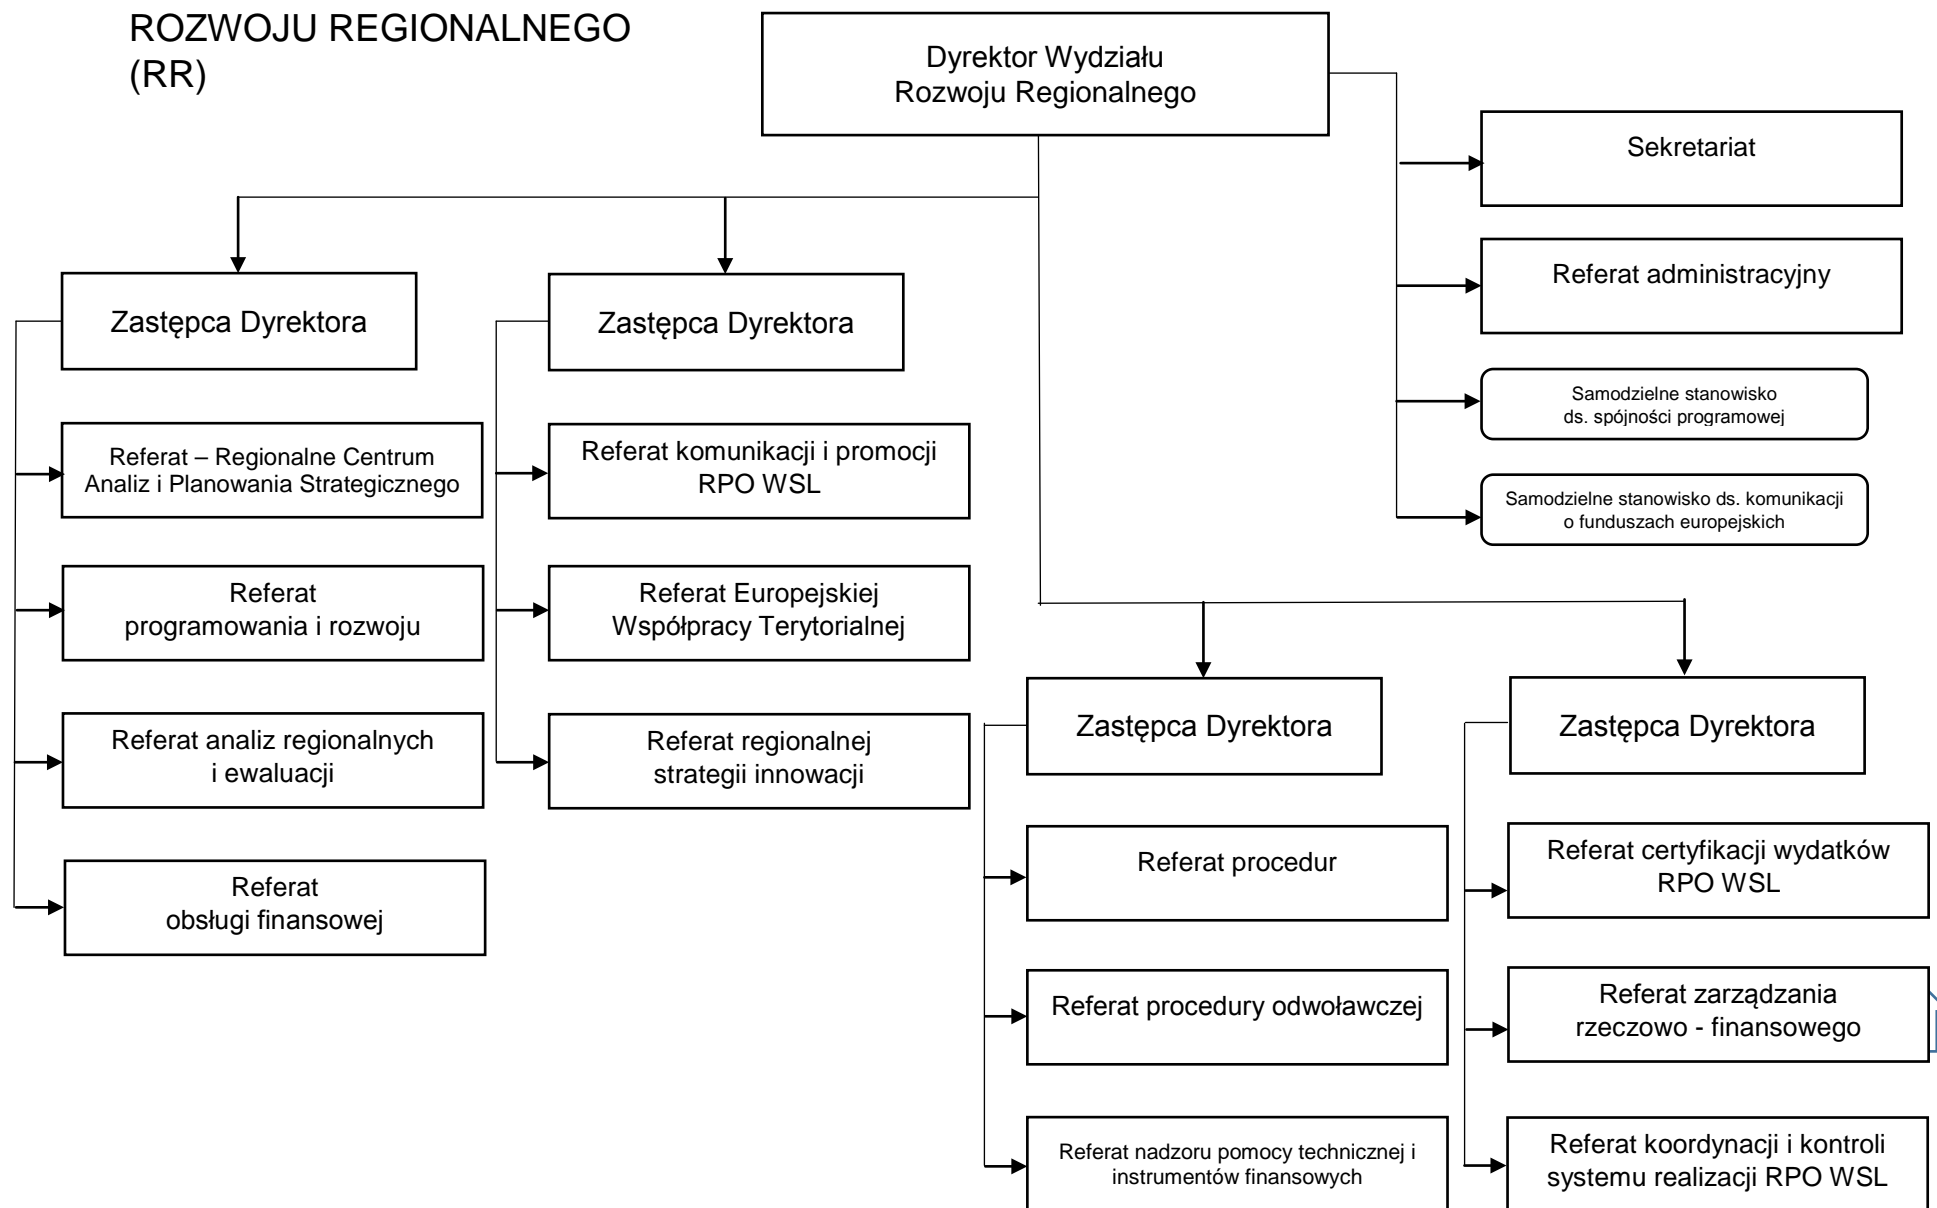 ROZWOJU REGIONALNEGO
(RR)
Dyrektor Wydziału
Rozwoju Regionalnego
Sekretariat
Referat administracyjny
Samodzielne stanowisko
ds. spójności programowej
Samodzielne stanowisko ds. komunikacji
o funduszach europejskich
Zastępca Dyrektora
Referat – Regionalne Centrum
Analiz i Planowania Strategicznego
Referat
programowania i rozwoju
Referat analiz regionalnych
i ewaluacji
Referat
obsługi finansowej
Zastępca Dyrektora
Referat komunikacji i promocji
RPO WSL
Referat Europejskiej
Współpracy Terytorialnej
Referat regionalnej
strategii innowacji
Zastępca Dyrektora
Referat procedur
Referat procedury odwoławczej
Referat nadzoru pomocy technicznej i
instrumentów finansowych
Zastępca Dyrektora
Referat certyfikacji wydatków
RPO WSL
Referat zarządzania
rzeczowo - finansowego
Referat koordynacji i kontroli
systemu realizacji RPO WSL